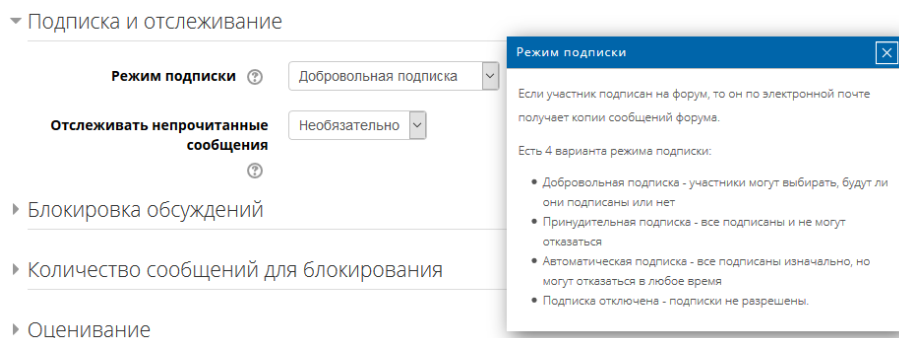 Подписка и отслеживание
Режим подписки
Добровольная подписка
Отслеживать непрочитанные
сообщения
Необязательно
Блокировка обсуждений
Количество сообщений для блокирования
Оценивание
Режим подписки
Если участник подписан на форум, то он по электронной почте
получает копии сообщений форума.
Есть 4 варианта режима подписки:
Добровольная подписка - участники могут выбирать, будут ли
они подписаны или нет
Принудительная подписка - все подписаны и не могут
отказаться
Автоматическая подписка - все подписаны изначально, но
могут отказаться в любое время
Подписка отключена - подписки не разрешены.